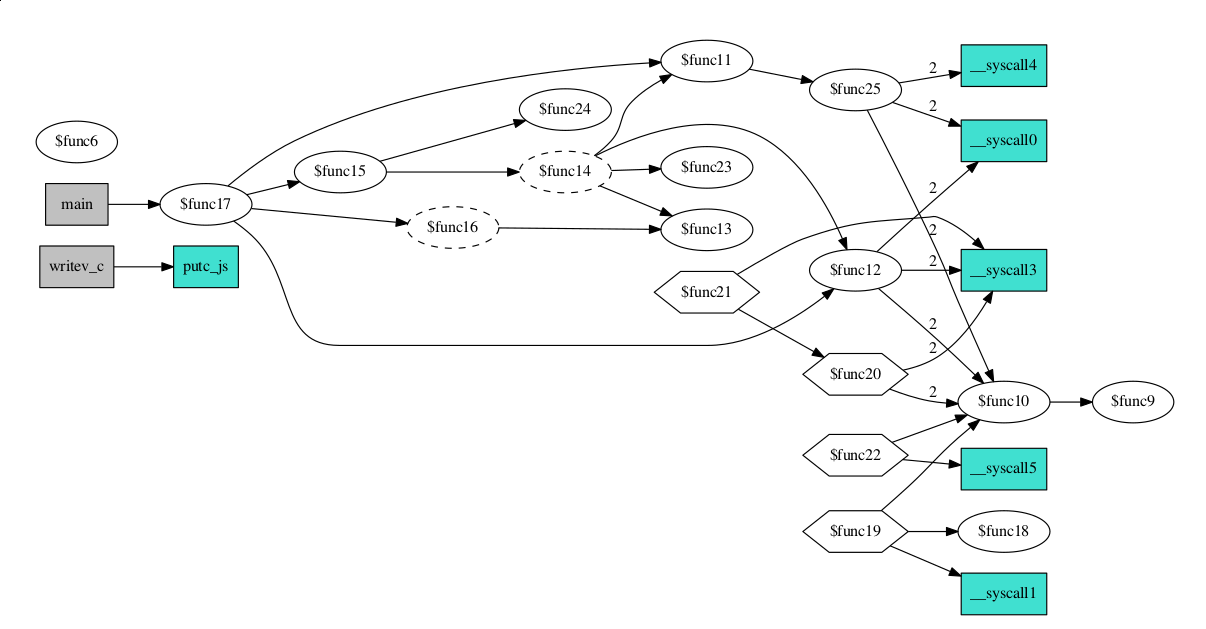 $func11
__syscall4
$func25
2
$func24
2
$func6
__syscall0
$func23
$func15
$func14
2
main
$func17
$func16
$func13
2
writev_c
putc_js
$func12
2
__syscall3
$func21
2
2
$func20
2
$func10
$func9
$func22
__syscall5
$func19
$func18
__syscall1